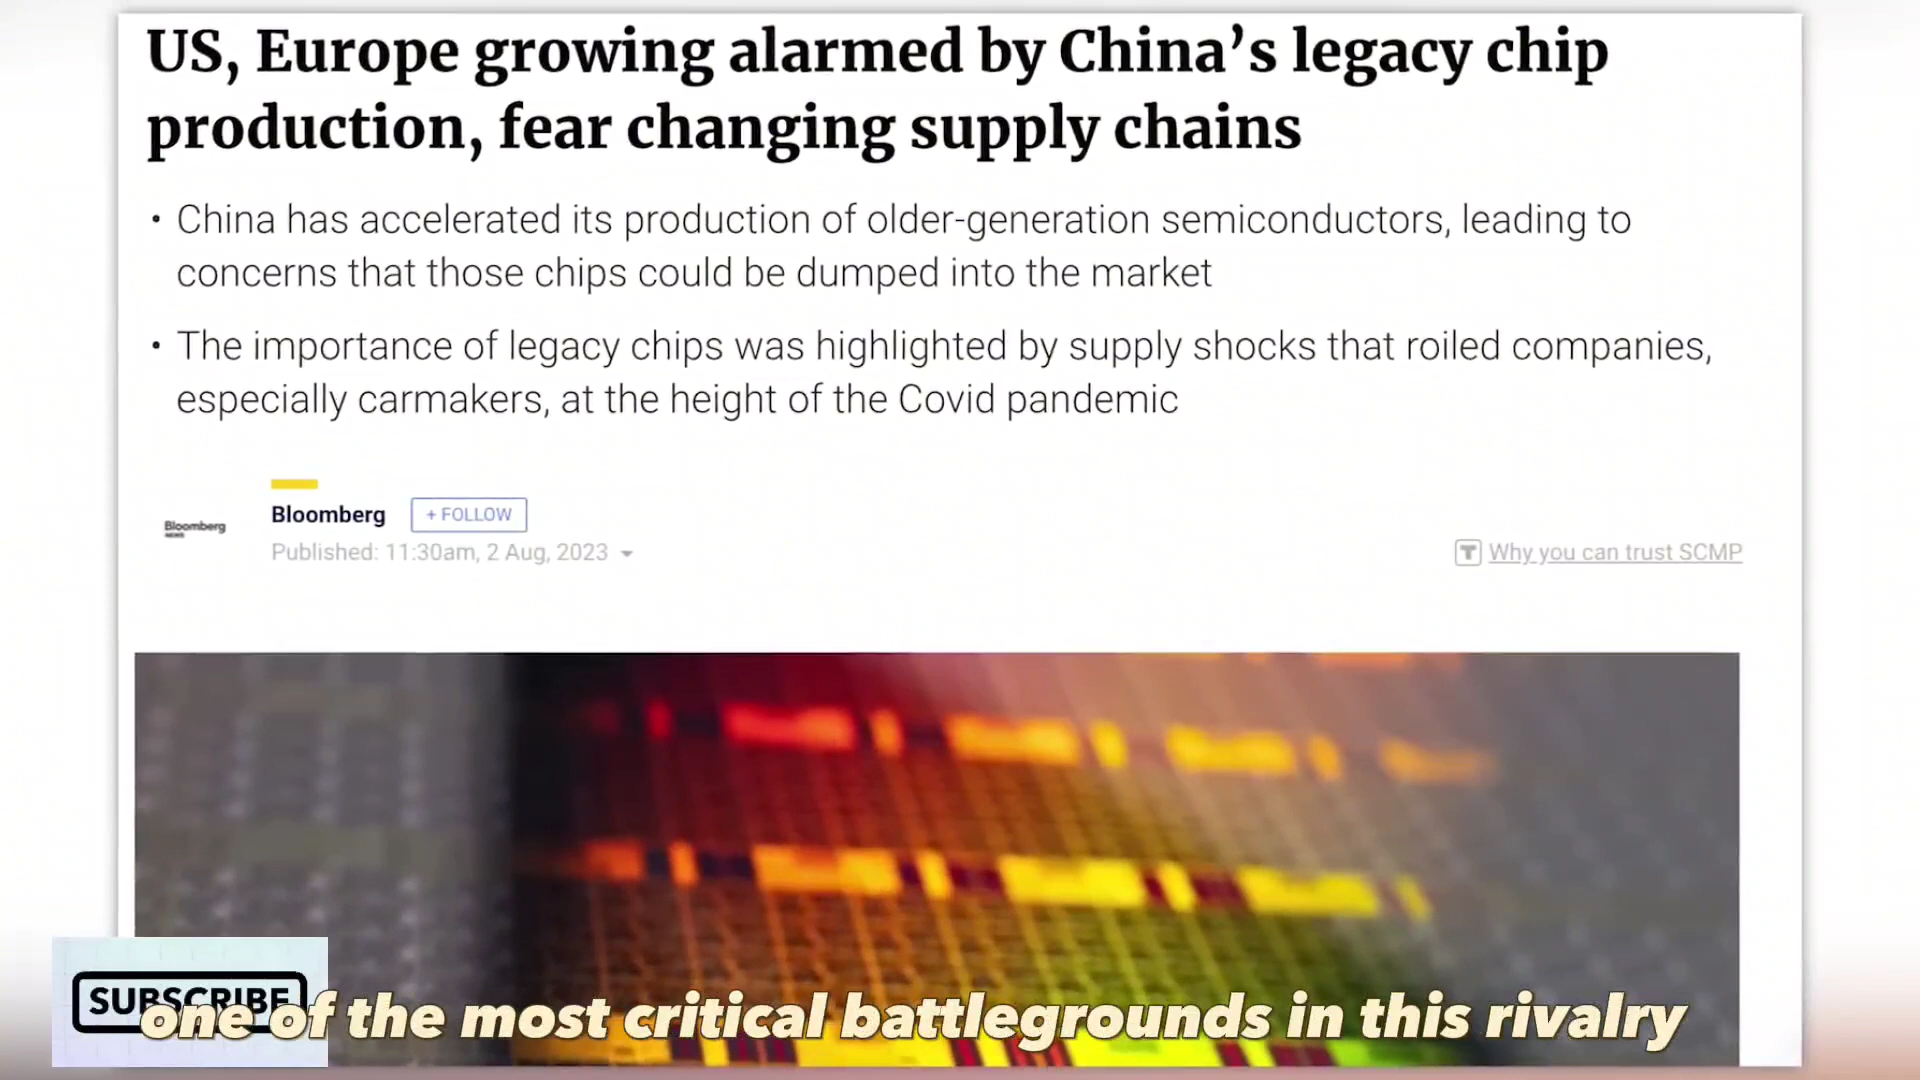 US, Europe growing alarmed by China’s legacy chip
production, fear changing supply chains
• China has accelerated its production of older-generation semiconductors, leading to
concerns that those chips could be dumped into the market
• The importance of legacy chips was highlighted by supply shocks that roiled companies,
especially carmakers, at the height of the Covid pandemic
Bloomberg
NEWS
Bloomberg
+ FOLLOW
Published: 11:30am, 2 Aug, 2023
Why you can trust SCMP
SUBSCRIBE
one of the most critical battlegrounds in this rivalry